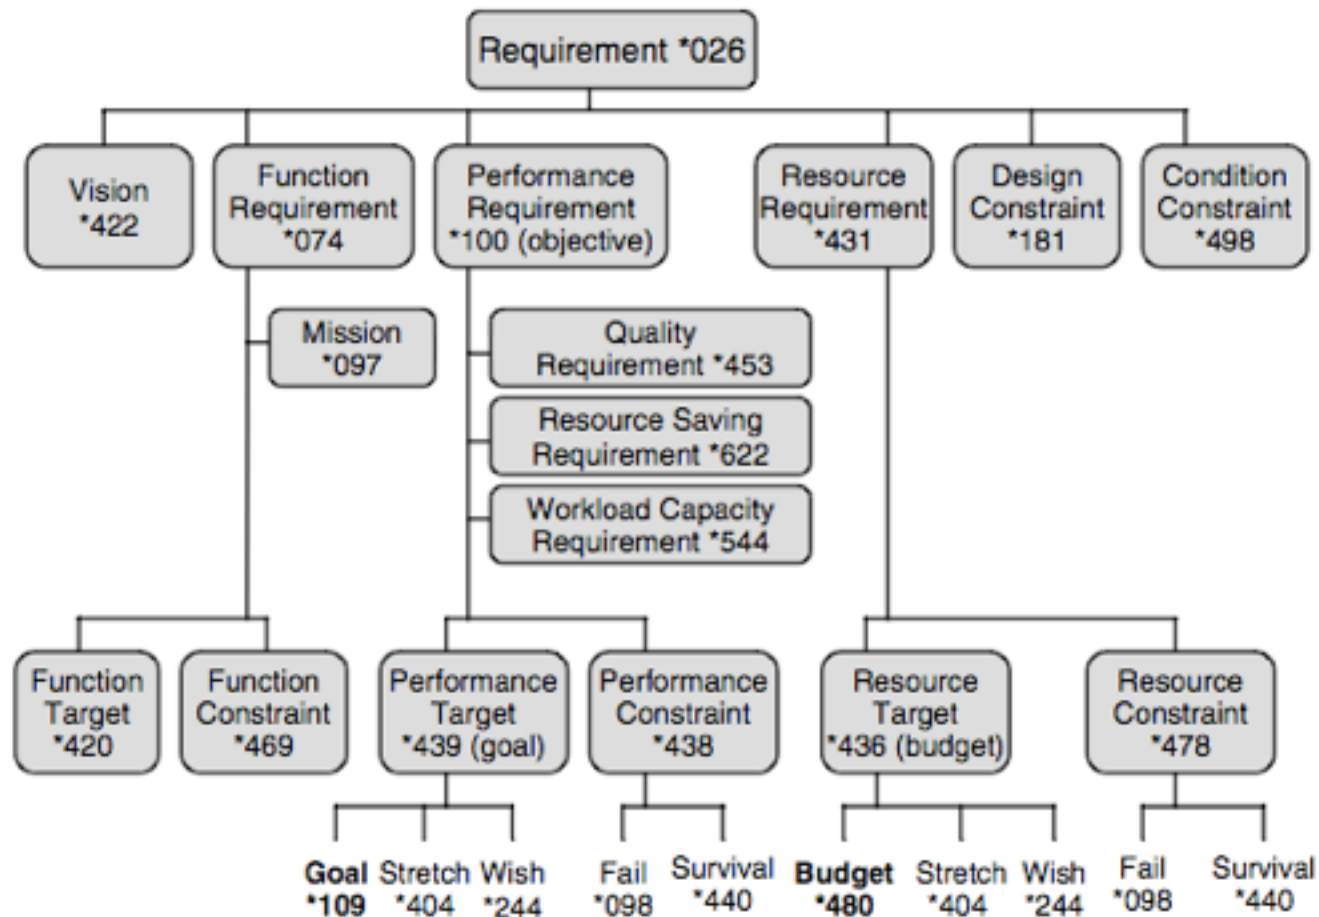 Requirement *026
Vision
*422
Function
Requirement
*074
Performance
Requirement
*100 (objective)
Resource
Requirement
*431
Design
Constraint
*181
Condition
Constraint
*498
Mission
*097
Quality
Requirement *453
Resource Saving
Requirement *622
Workload Capacity
Requirement *544
Function
Target
*420
Function
Constraint
*469
Performance
Target
*439 (goal)
Performance
Constraint
*438
Resource
Target
*436 (budget)
Resource
Constraint
*478
Goal
*109
Stretch
*404
Wish
*244
Fail
*098
Survival
*440
Budget
*480
Stretch
*404
Wish
*244
Fail
*098
Survival
*440